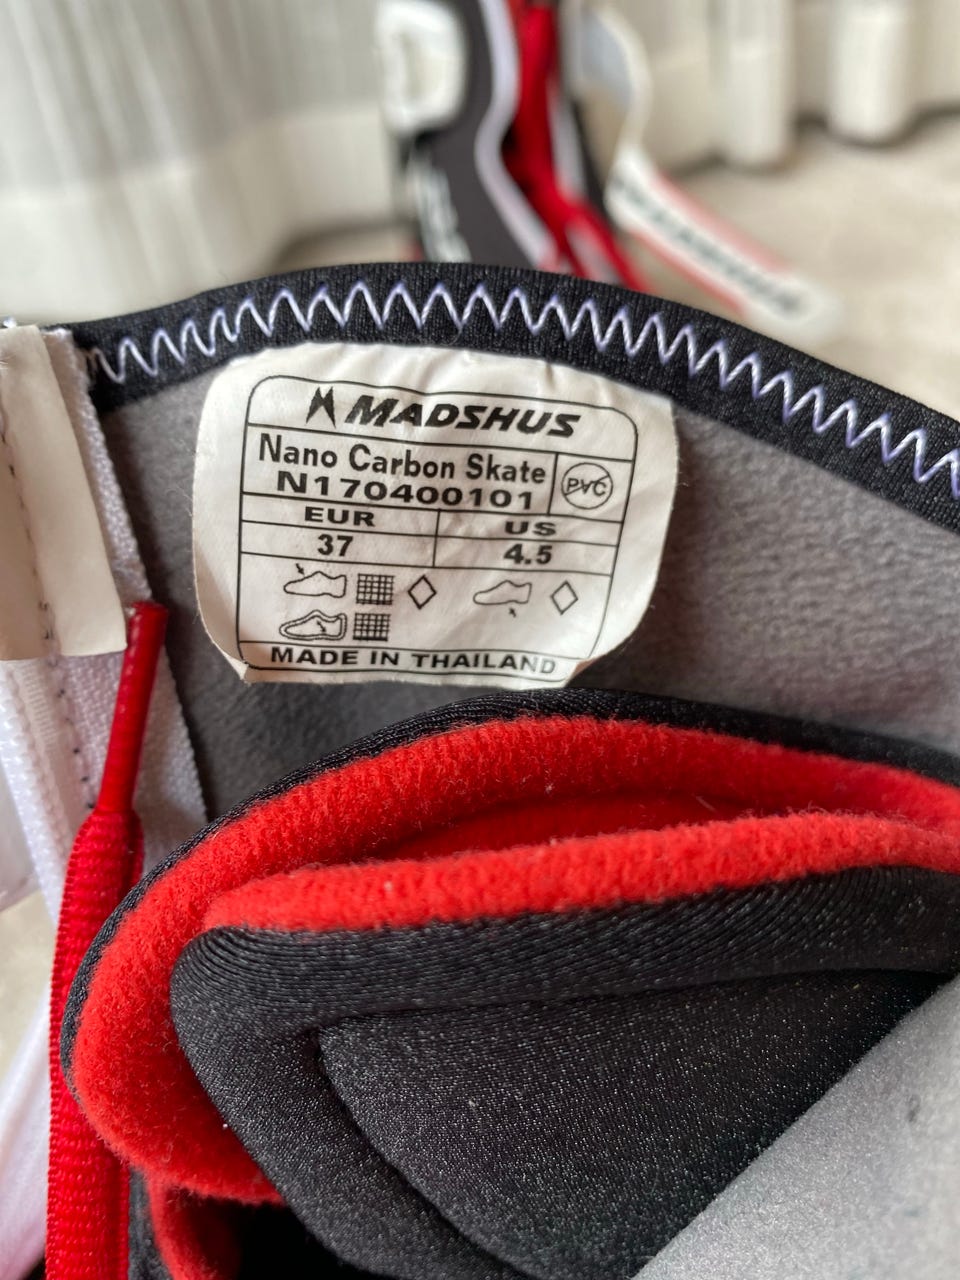 MADSHUS
Nano Carbon Skate
N170400101
PVC
EUR
US
37
4.5
MADE IN THAILAND